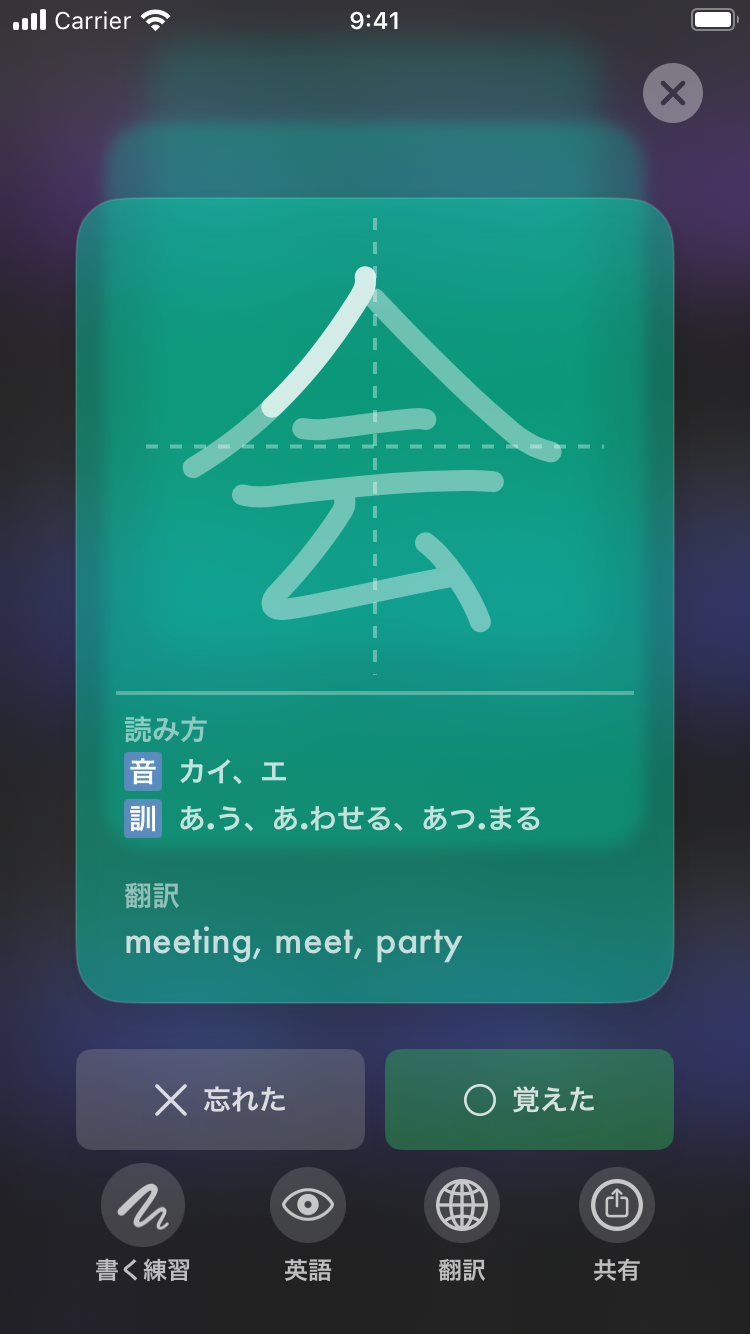 Carrier 9:41
会
読み方
音 カイ、エ
訓 あ.う、あ.わせる、あつ.まる
翻訳
meeting, meet, party
忘れた 覚えた
書く練習 英語 翻訳 共有